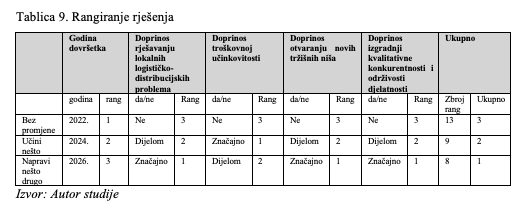 Tablica 9. Rangiranje rješenja
Godina dovršetka | Doprinos rješavanju lokalnih logističko-distribucijskih problema | Doprinos troškovnoj učinkovitosti | Doprinos otvaranju novih tržišnih niša | Doprinos izgradnji kvalitativne konkurentnosti i održivosti djelatnosti | Ukupno
godina | rang | da/ne | Rang | da/ne | Rang | da/ne | Rang | da/ne | Rang | Zbroj rang | Ukupno
Bez promjene | 2022. | 1 | Ne | 3 | Ne | 3 | Ne | 3 | Ne | 3 | 13 | 3
Učini nešto | 2024. | 2 | Dijelom | 2 | Značajno | 1 | Dijelom | 2 | Dijelom | 2 | 9 | 2
Napravi nešto drugo | 2026. | 3 | Značajno | 1 | Dijelom | 2 | Značajno | 1 | Značajno | 1 | 8 | 1
Izvor: Autor studije